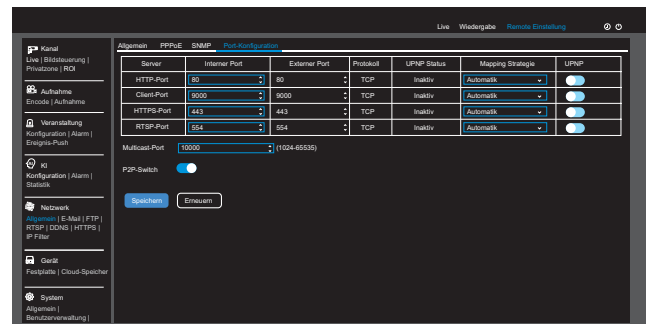 Live Wiedergabe Remote Einstellung
Kanal
Live | Bildsteuerung |
Privatzone | ROI
Aufnahme
Encode | Aufnahme
Veranstaltung
Konfiguration | Alarm |
Ereignis-Push
KI
Konfiguration | Alarm |
Statistik
Netzwerk
Allgemein | E-Mail | FTP |
RTSP | DDNS | HTTPS |
IP Filter
Gerät
Festplatte | Cloud-Speicher
System
Allgemein |
Benutzerverwaltung |
Allgemein PPPoE SNMP Port-Konfiguration
Server Interner Port Externer Port Protokoll UPNP Status Mapping Strategie UPNP
HTTP-Port 80 80 TCP Inaktiv Automatik
Client-Port 9000 9000 TCP Inaktiv Automatik
HTTPS-Port 443 443 TCP Inaktiv Automatik
RTSP-Port 554 554 TCP Inaktiv Automatik
Multicast-Port 10000 (1024-65535)
P2P-Switch
Speichern Erneuern